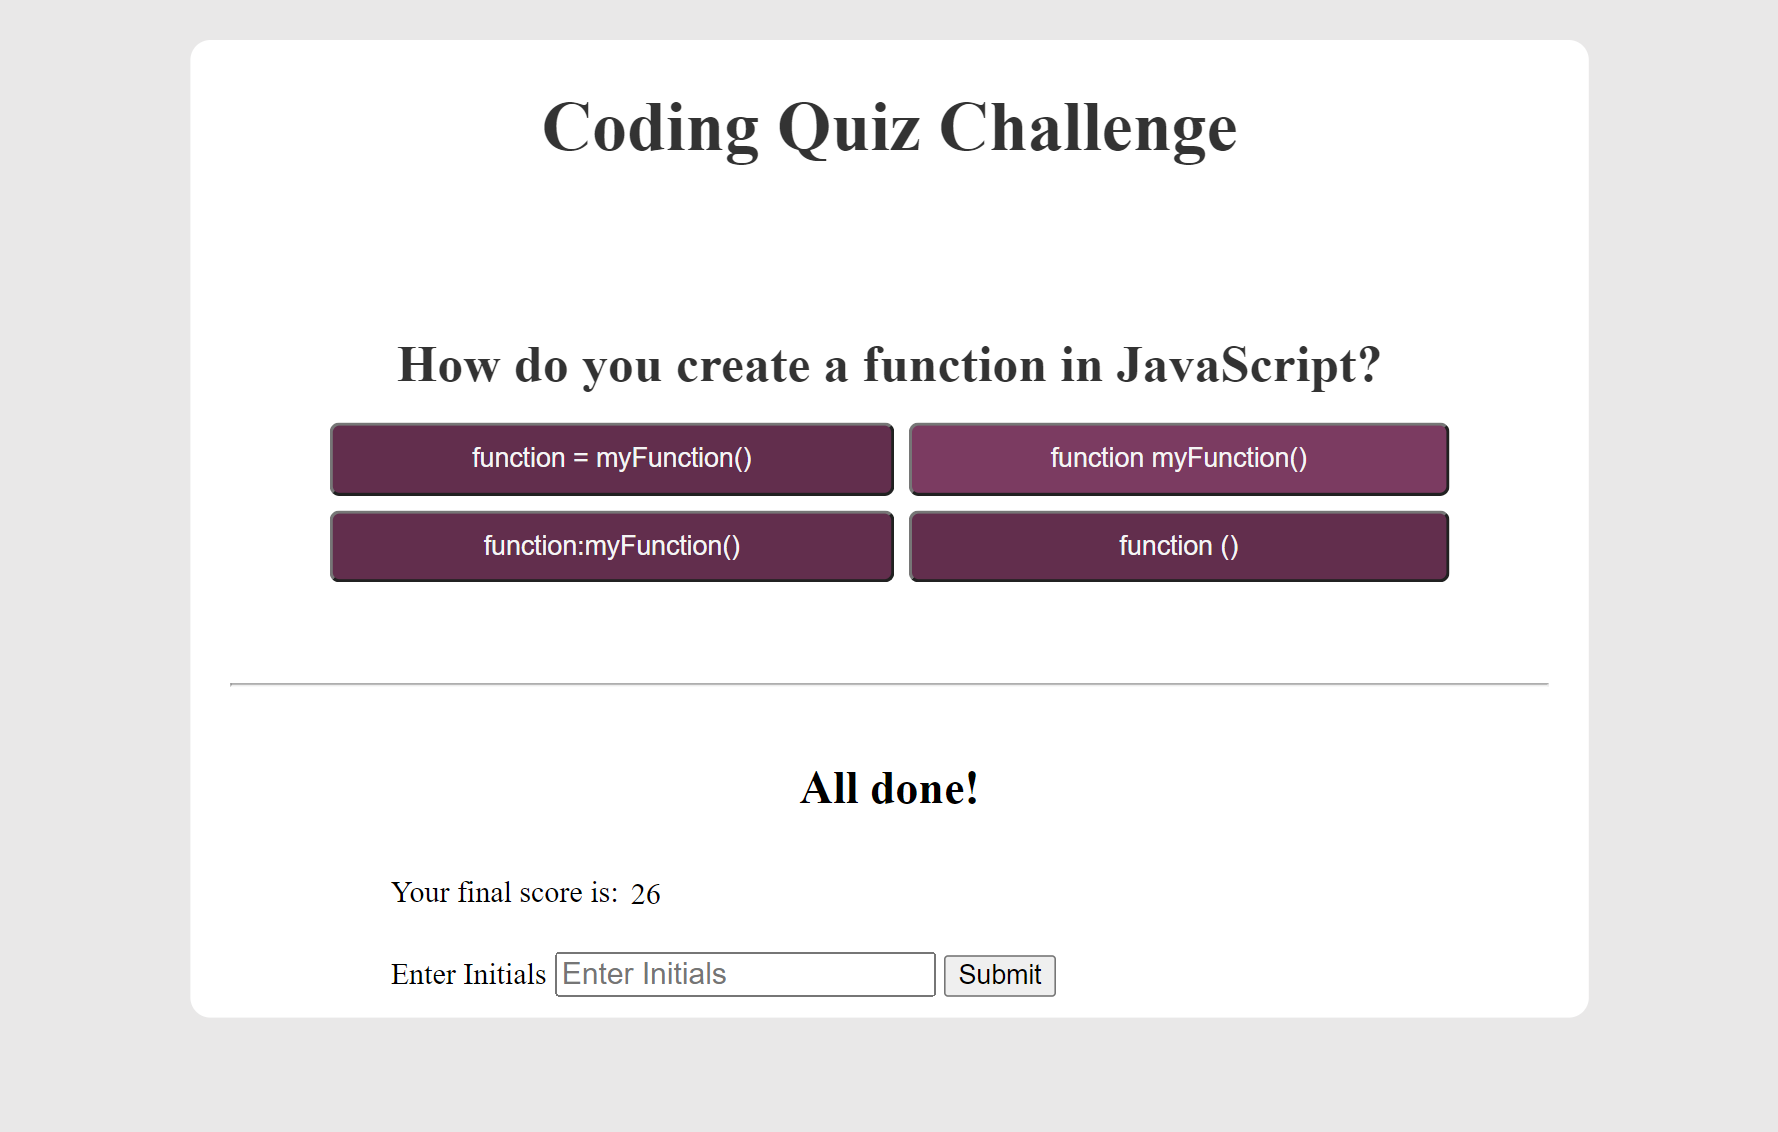 Coding Quiz Challenge
How do you create a function in JavaScript?
function = myFunction()
function myFunction()
function:myFunction()
function ()
All done!
Your final score is: 26
Enter Initials Enter Initials Submit